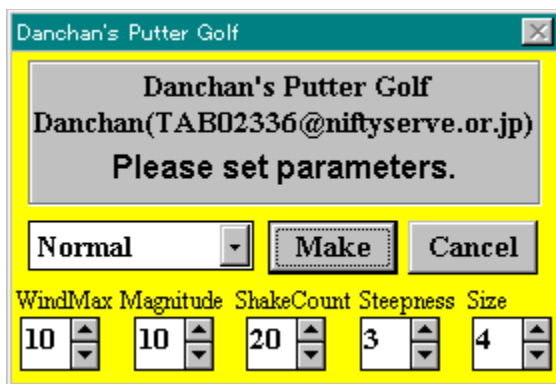 Danchan's Putter Golf
Danchan's Putter Golf
Danchan(TAB02336@niftyserve.or.jp)
Please set parameters.
Normal Make Cancel
WindMax Magnitude ShakeCount Steepness Size
10 10 20 3 4